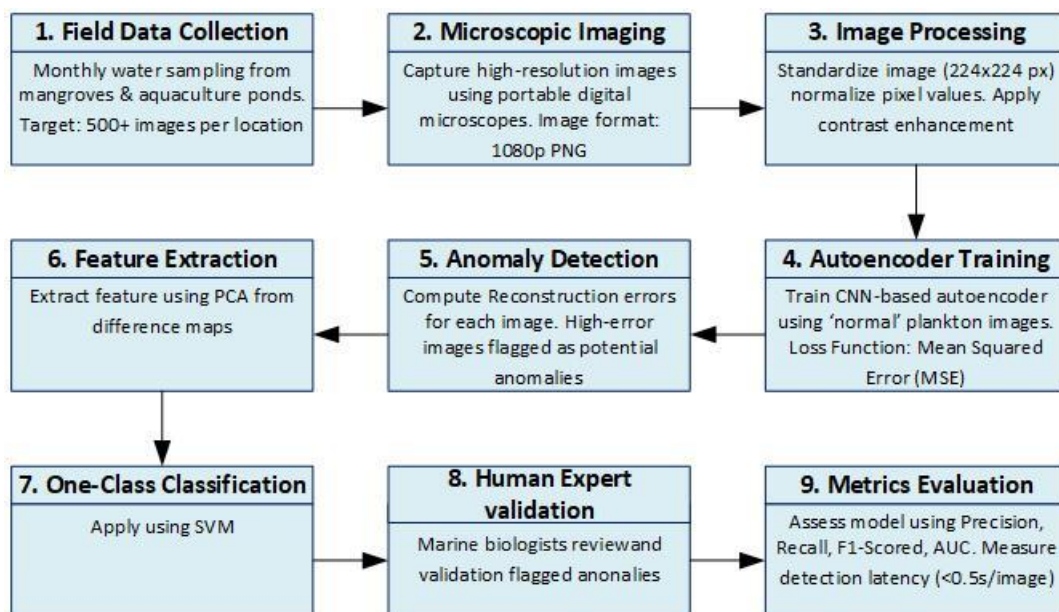 1. Field Data Collection
Monthly water sampling from
mangroves & aquaculture ponds.
Target: 500+ images per location
2. Microscopic Imaging
Capture high-resolution images
using portable digital
microscopes. Image format:
1080p PNG
3. Image Processing
Standardize image (224x224 px)
normalize pixel values. Apply
contrast enhancement
4. Autoencoder Training
Train CNN-based autoencoder
using ‘normal’ plankton images.
Loss Function: Mean Squared
Error (MSE)
5. Anomaly Detection
Compute Reconstruction errors
for each image. High-error
images flagged as potential
anomalies
6. Feature Extraction
Extract feature using PCA from
difference maps
7. One-Class Classification
Apply using SVM
8. Human Expert
validation
Marine biologists reviewand
validation flagged anonalies
9. Metrics Evaluation
Assess model using Precision,
Recall, F1-Scored, AUC. Measure
detection latency (<0.5s/image)